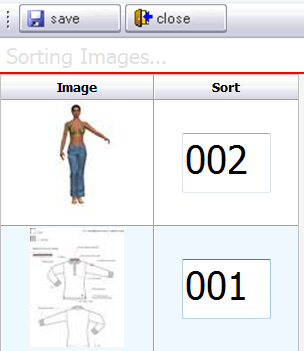 save close
Sorting Images...
Image Sort
002
001